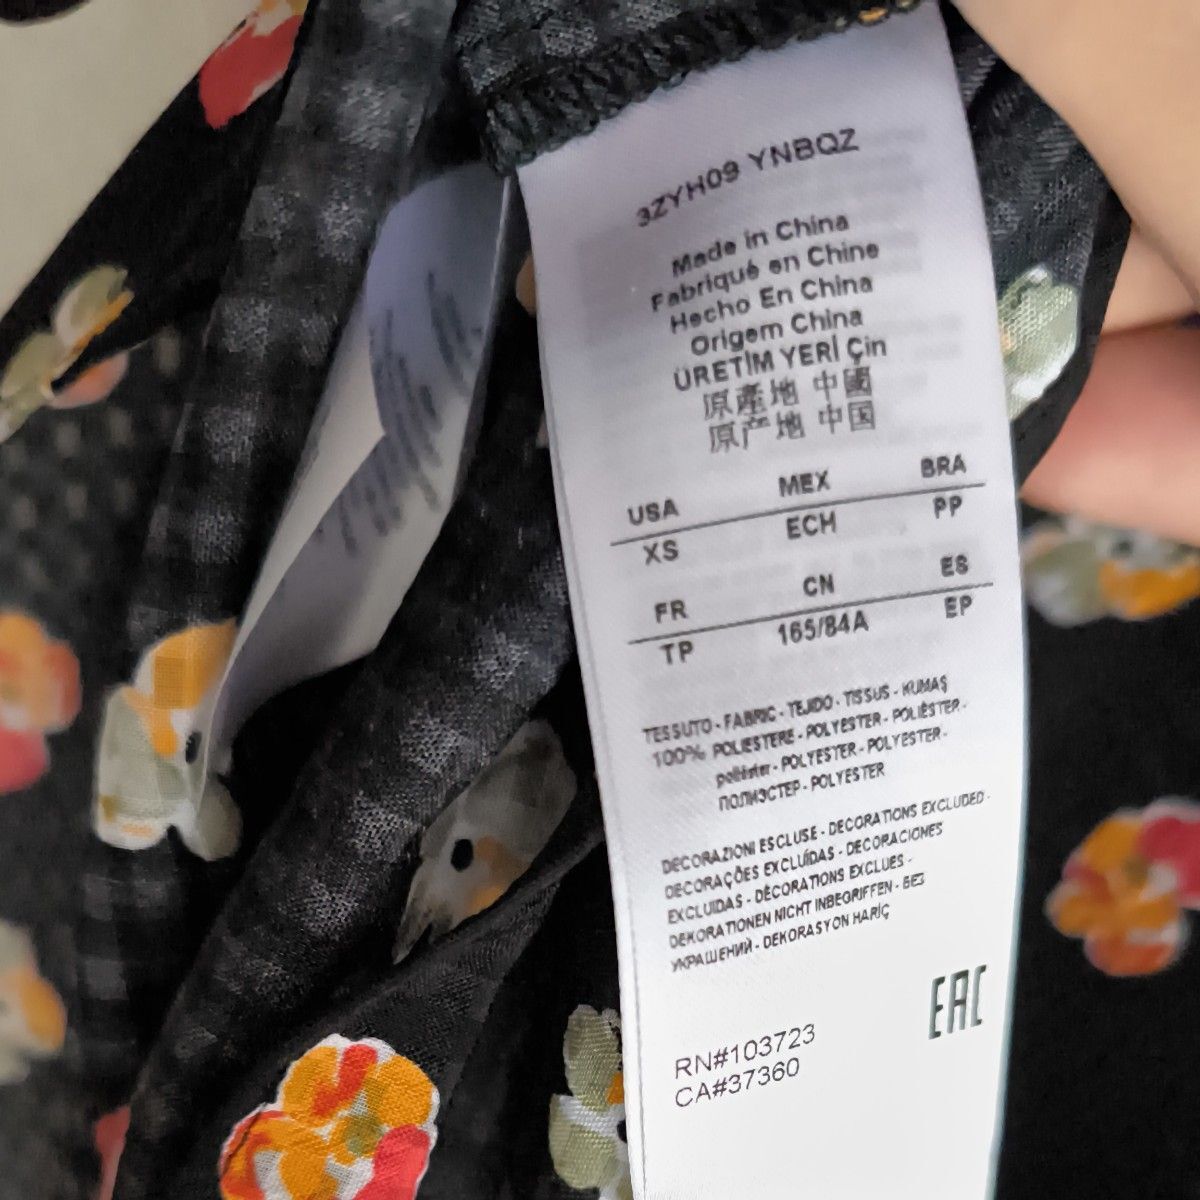 3ZYH09 YNBQZ
Made in China
Fabriqué en Chine
Hecho En China
Origem China
ÜRETİM YERİ Çin
原產地 中國
原产地 中国
USA MEX BRA
XS ECH PP
FR CN ES
TP 165/84A EP
TESSUTO - FABRIC - TEJIDO - TISSUS - KUMAŞ
100% POLIESTERE - POLYESTER - POLIÉSTER -
poliéster - POLYESTER - POLYESTER -
ПОЛИЭСТЕР - POLYESTER
DECORAZIONI ESCLUSE - DECORATIONS EXCLUDED -
DECORAÇÕES EXCLUÍDAS - DECORACIONES
EXCLUIDAS - DÉCORATIONS EXCLUES -
DEKORATIONEN NICHT INBEGRIFFEN - БЕЗ
УКРАШЕНИЙ - DEKORASYON HARİÇ
EAC
RN#103723
CA#37360